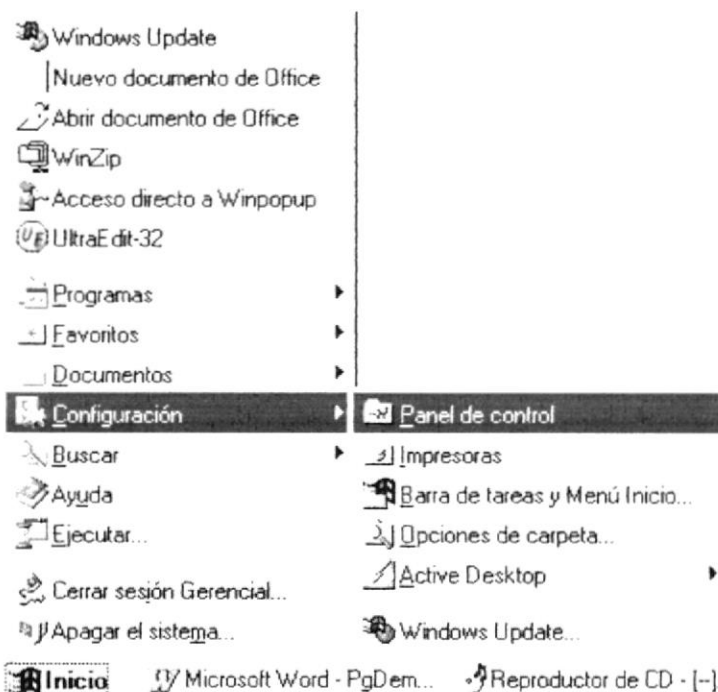 Windows Update
Nuevo documento de Office
Abrir documento de Office
WinZip
Acceso directo a Winpopup
UltraEdit-32
Programas
Favoritos
Documentos
Configuración
Buscar
Ayuda
Ejecutar...
Cerrar sesión Gerencial...
Apagar el sistema...
Panel de control
Impresoras
Barra de tareas y Menú Inicio...
Opciones de carpeta...
Active Desktop
Windows Update...
Inicio
Microsoft Word - PgDem...
Reproductor de CD - [--]